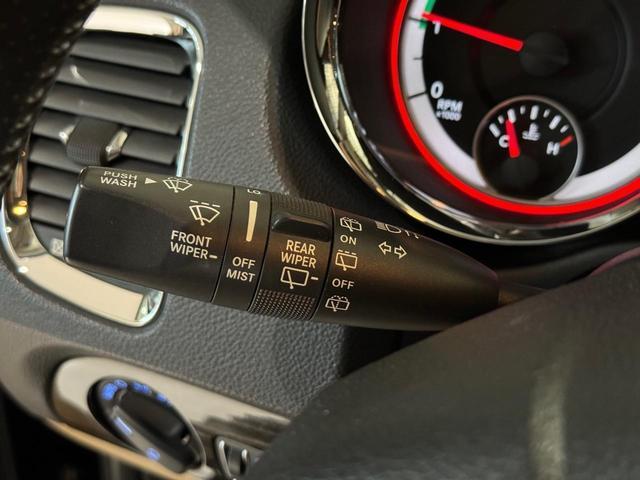 1
0
RPM
x1000
C
H
PUSH
WASH
FRONT
WIPER
LO
OFF
MIST
REAR
WIPER
ON
OFF